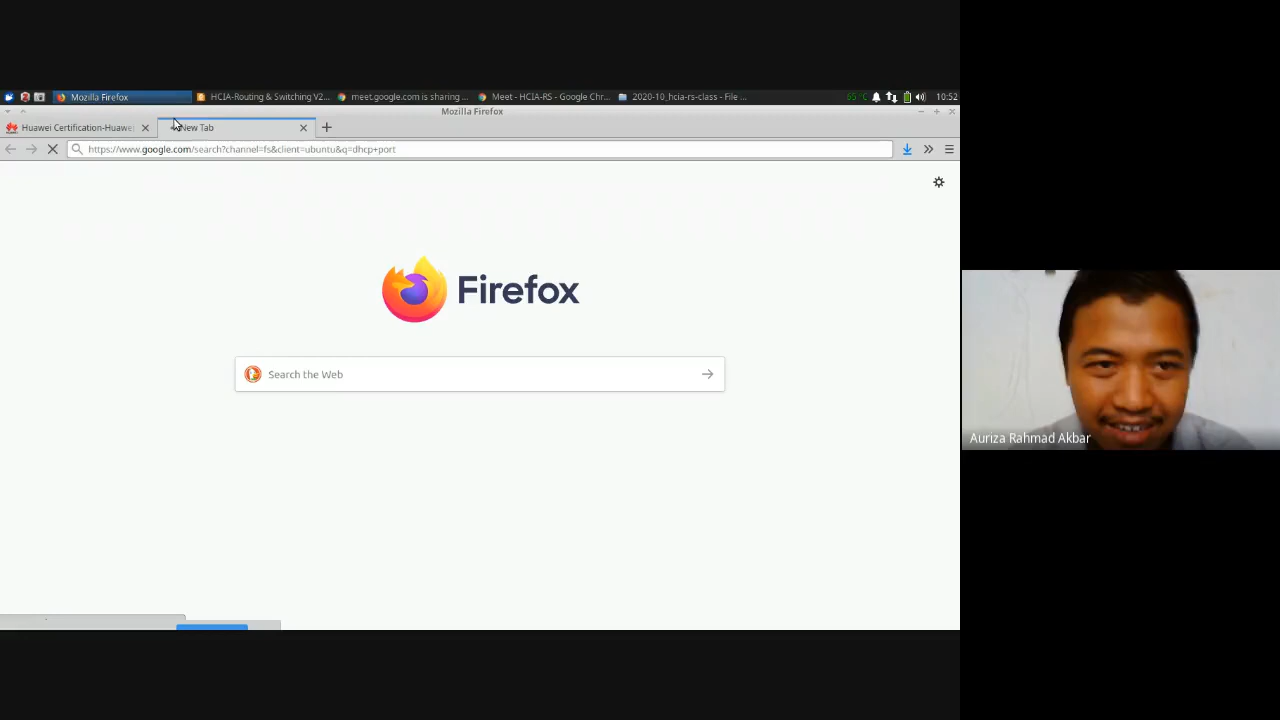 Mozilla Firefox
HCIA-Routing & Switching V2...
meet.google.com is sharing ...
Meet - HCIA-RS - Google Chr...
2020-10_hcia-rs-class - File ...
65°C
10:52
Mozilla Firefox
Huawei Certification-Huawei
New Tab
https://www.google.com/search?channel=fs&client=ubuntu&q=dhcp+port
Firefox
Search the Web
Auriza Rahmad Akbar